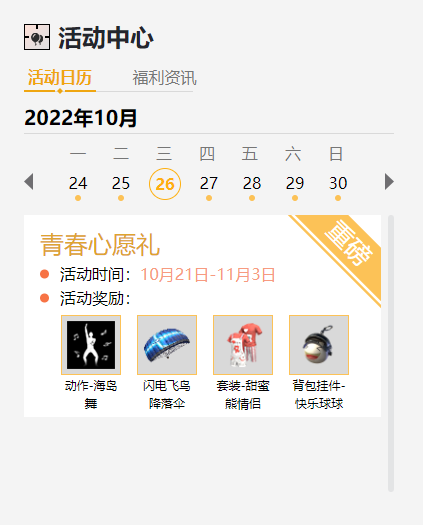 活动中心
活动日历 福利资讯
2022年10月
一 二 三 四 五 六 日
24 25 26 27 28 29 30
重磅
青春心愿礼
活动时间：10月21日-11月3日
活动奖励：
动作-海岛 闪电飞鸟 套装-甜蜜 背包挂件-
舞 降落伞 熊情侣 快乐球球